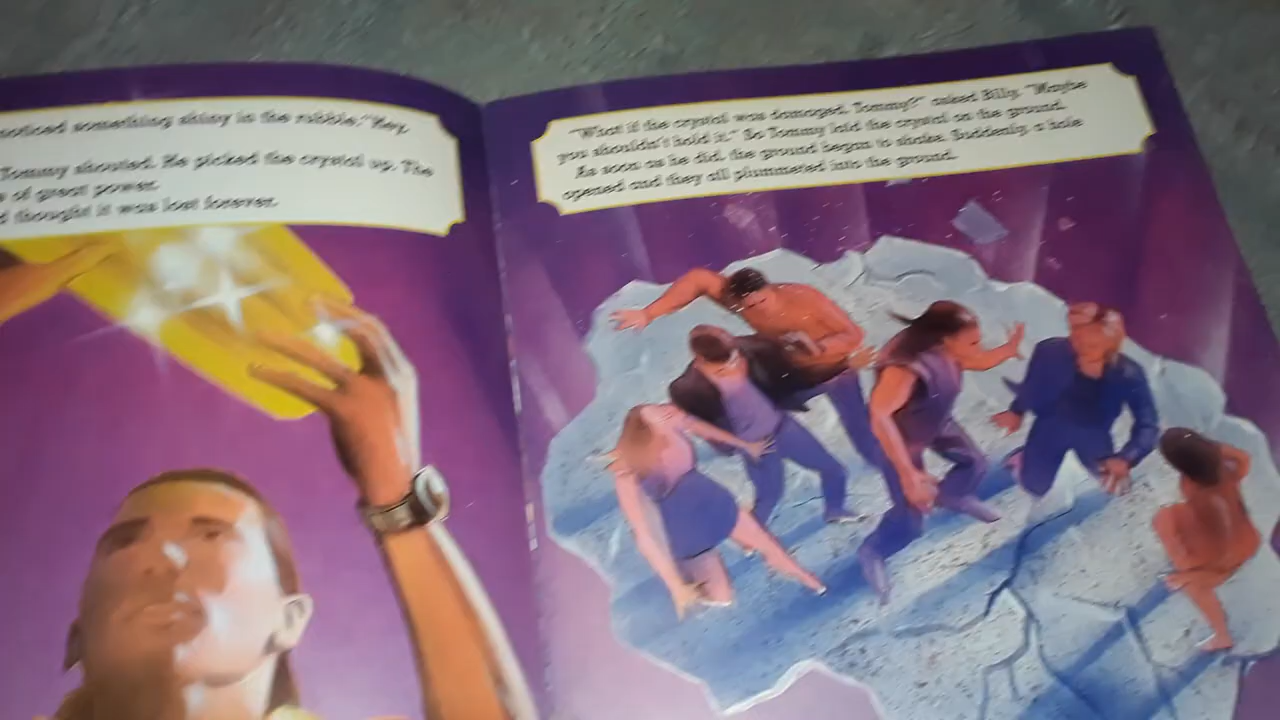 noticed something shiny in the rubble. "Hey,
Tommy shouted. He picked the crystal up. The
of great power.
thought it was lost forever.
"What if the crystal was damaged, Tommy?" asked Billy. "Maybe
you shouldn't hold it." So Tommy laid the crystal on the ground.
As soon as he did, the ground began to shake. Suddenly, a hole
opened and they all plummeted into the ground.